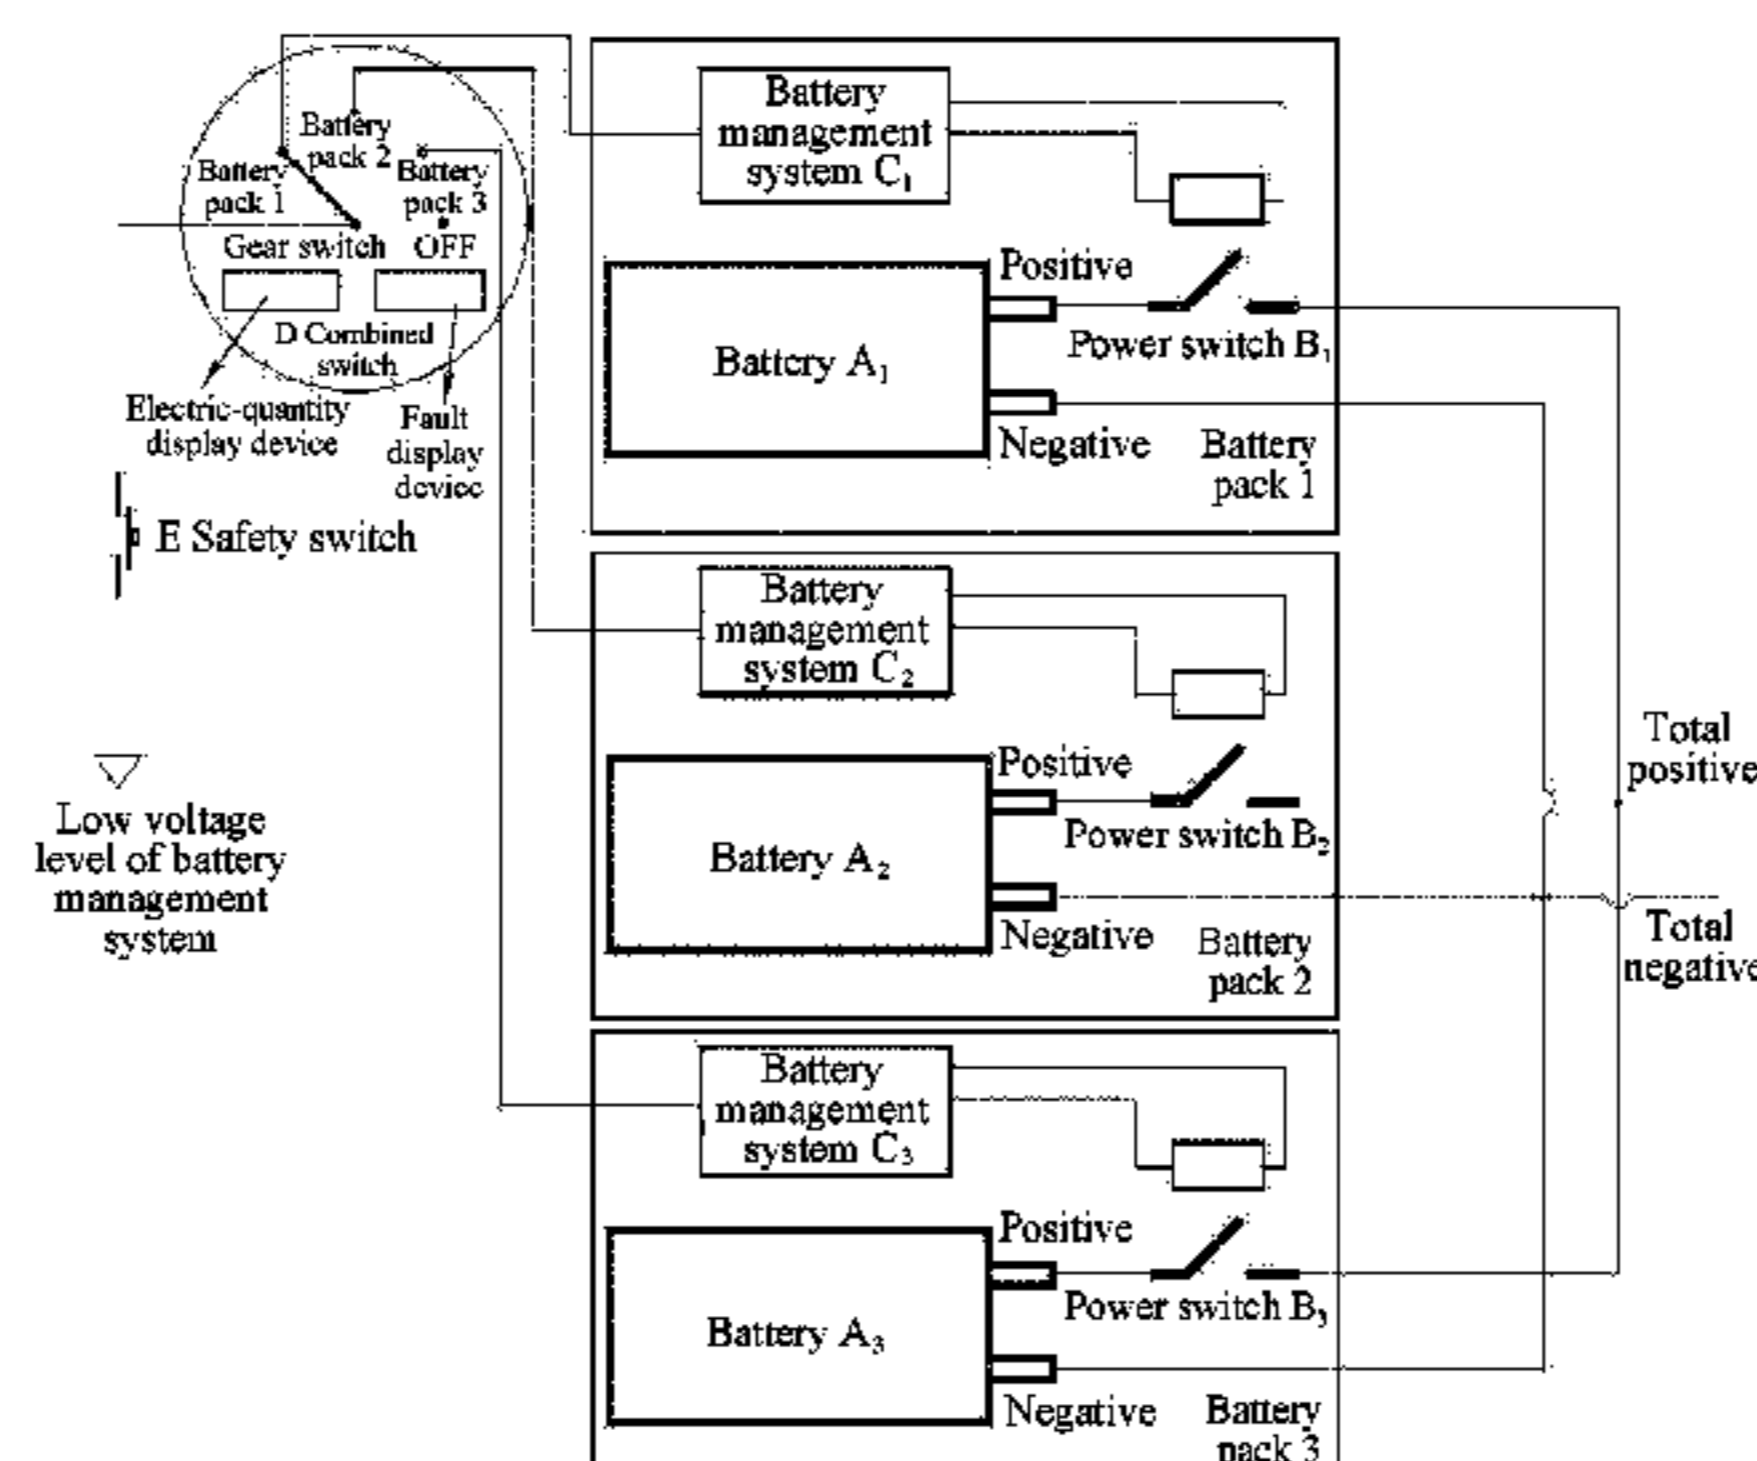 Battery
pack 2
Battery
pack 1
Battery
pack 3
Gear switch
OFF
D Combined
switch
Electric-quantity
display device
Fault
display
device
E Safety switch
Low voltage
level of battery
management
system
Battery
management
system C₁
Positive
Power switch B₁
Battery A₁
Negative
Battery
pack 1
Battery
management
system C₂
Positive
Power switch B₂
Battery A₂
Negative
Battery
pack 2
Battery
management
system C₃
Positive
Power switch B₃
Battery A₃
Negative
Battery
pack 3
Total
positive
Total
negative